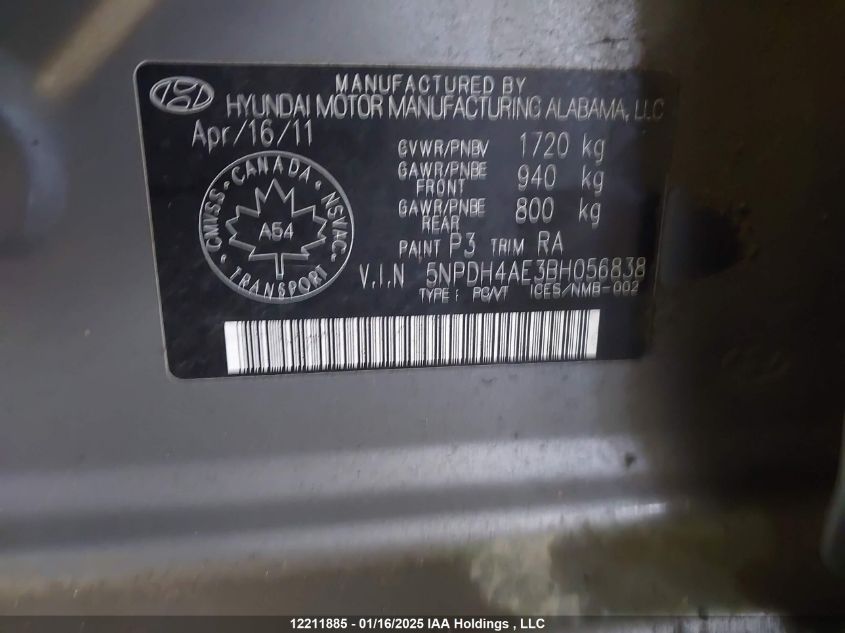 MANUFACTURED BY
HYUNDAI MOTOR MANUFACTURING ALABAMA, LLC
Apr/16/11
GVWR/PNBV 1720 kg
GAWR/PNBE FRONT 940 kg
GAWR/PNBE REAR 800 kg
PAINT P3 TRIM RA
V.I.N 5NPDH4AE3BH056838
TYPE: PC/VT ICES/NMB-002
CMVSS · CANADA · NSVAC · TRANSPORT
A54
12211885 - 01/16/2025 IAA Holdings , LLC